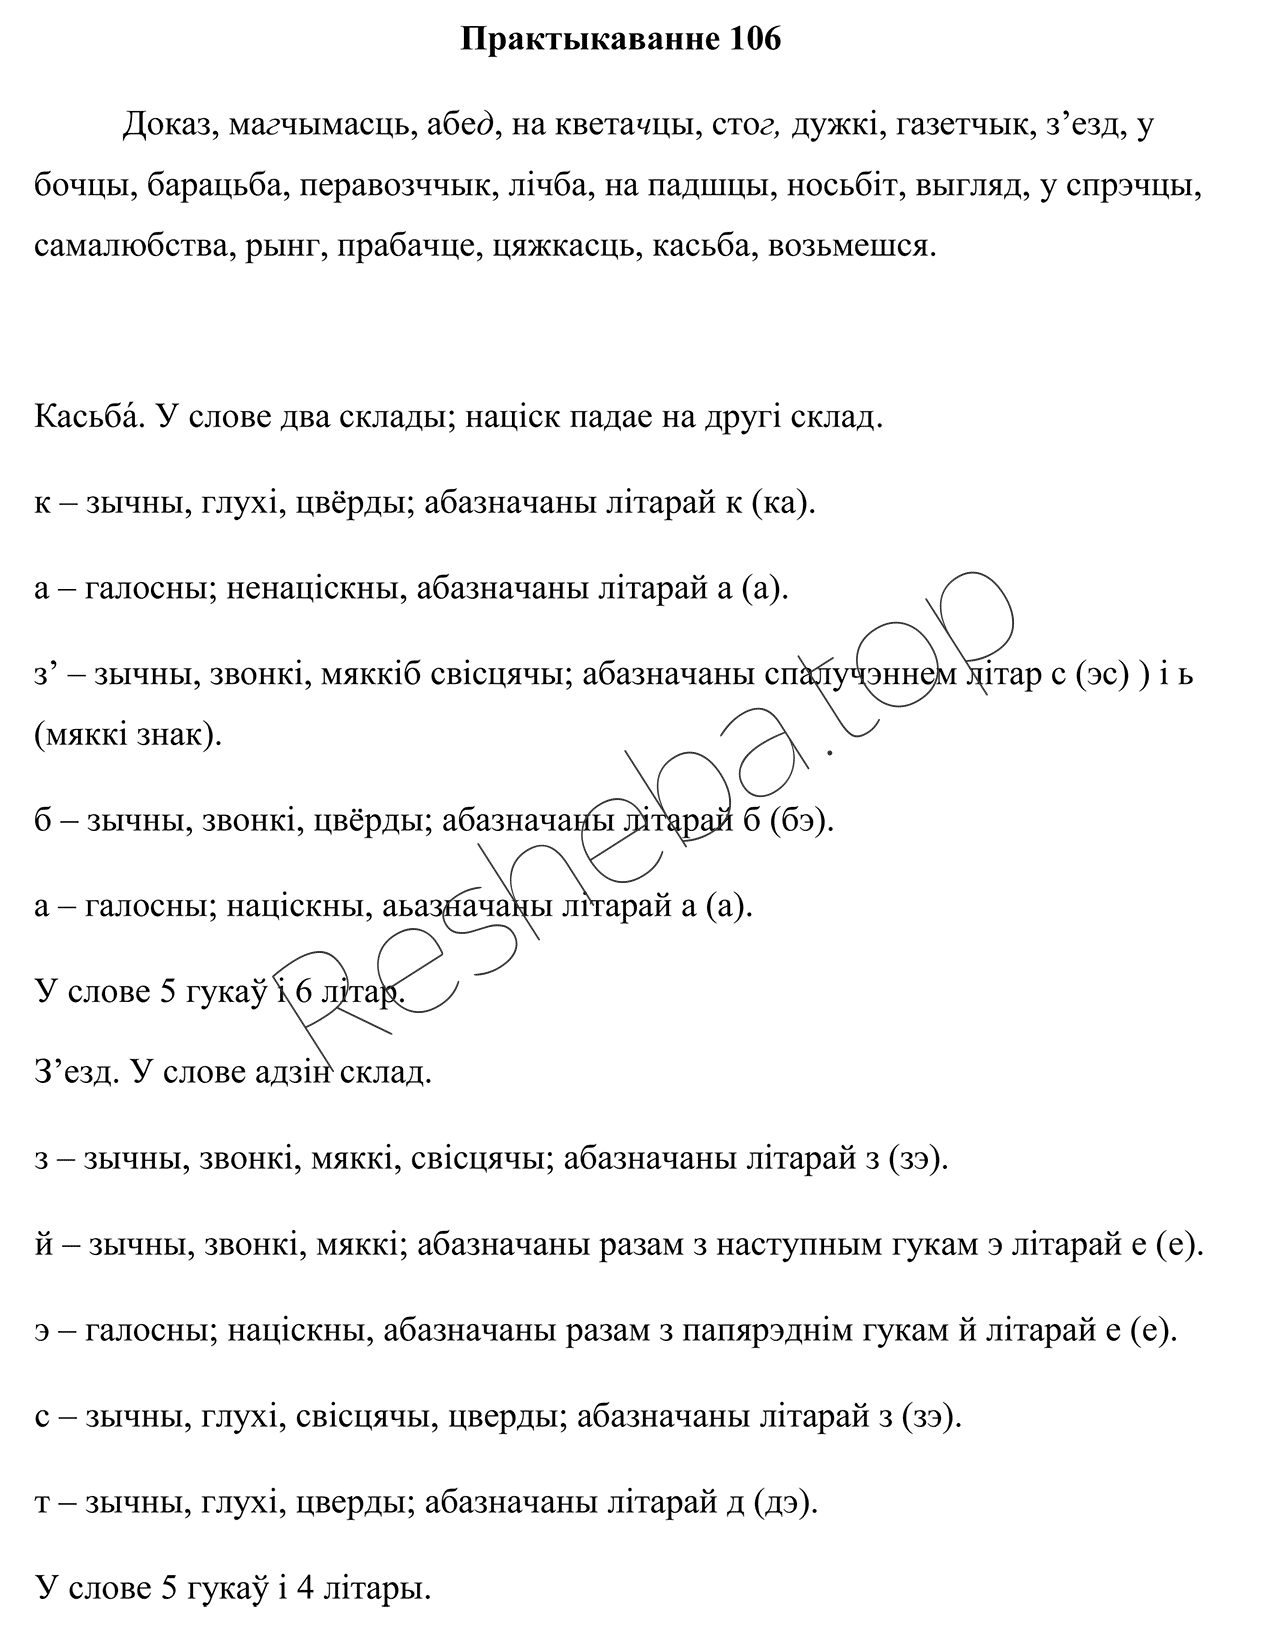 Практыкаванне 106
Доказ, магчымасць, абед, на кветачцы, стог, дужкі, газетчык, з’езд, у
бочцы, барацьба, перавозччык, лічба, на падшцы, носьбіт, выгляд, у спрэчцы,
самалюбства, рынг, прабачце, цяжкасць, касьба, возьмешся.
Касьба́. У слове два склады; націск падае на другі склад.
к – зычны, глухі, цвёрды; абазначаны літарай к (ка).
а – галосны; ненаціскны, абазначаны літарай а (а).
з’ – зычны, звонкі, мяккіб свісцячы; абазначаны спалучэннем літар с (эс) ) і ь
(мяккі знак).
б – зычны, звонкі, цвёрды; абазначаны літарай б (бэ).
а – галосны; націскны, аьазначаны літарай а (а).
У слове 5 гукаў і 6 літар.
З’езд. У слове адзін склад.
з – зычны, звонкі, мяккі, свісцячы; абазначаны літарай з (зэ).
й – зычны, звонкі, мяккі; абазначаны разам з наступным гукам э літарай е (е).
э – галосны; націскны, абазначаны разам з папярэднім гукам й літарай е (е).
с – зычны, глухі, свісцячы, цверды; абазначаны літарай з (зэ).
т – зычны, глухі, цверды; абазначаны літарай д (дэ).
У слове 5 гукаў і 4 літары.
Resheba.top